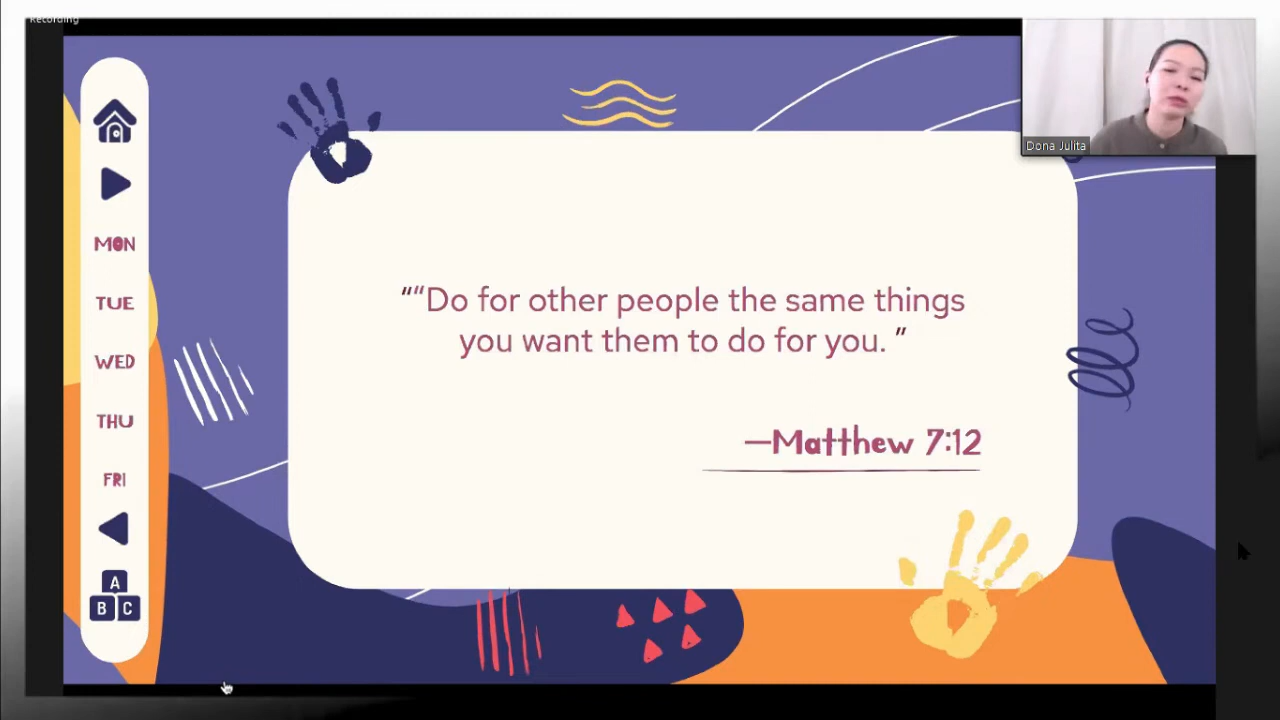 Recording
Dona Julita
MON
TUE
WED
THU
FRI
A
B C
"“Do for other people the same things
you want them to do for you. "
—Matthew 7:12